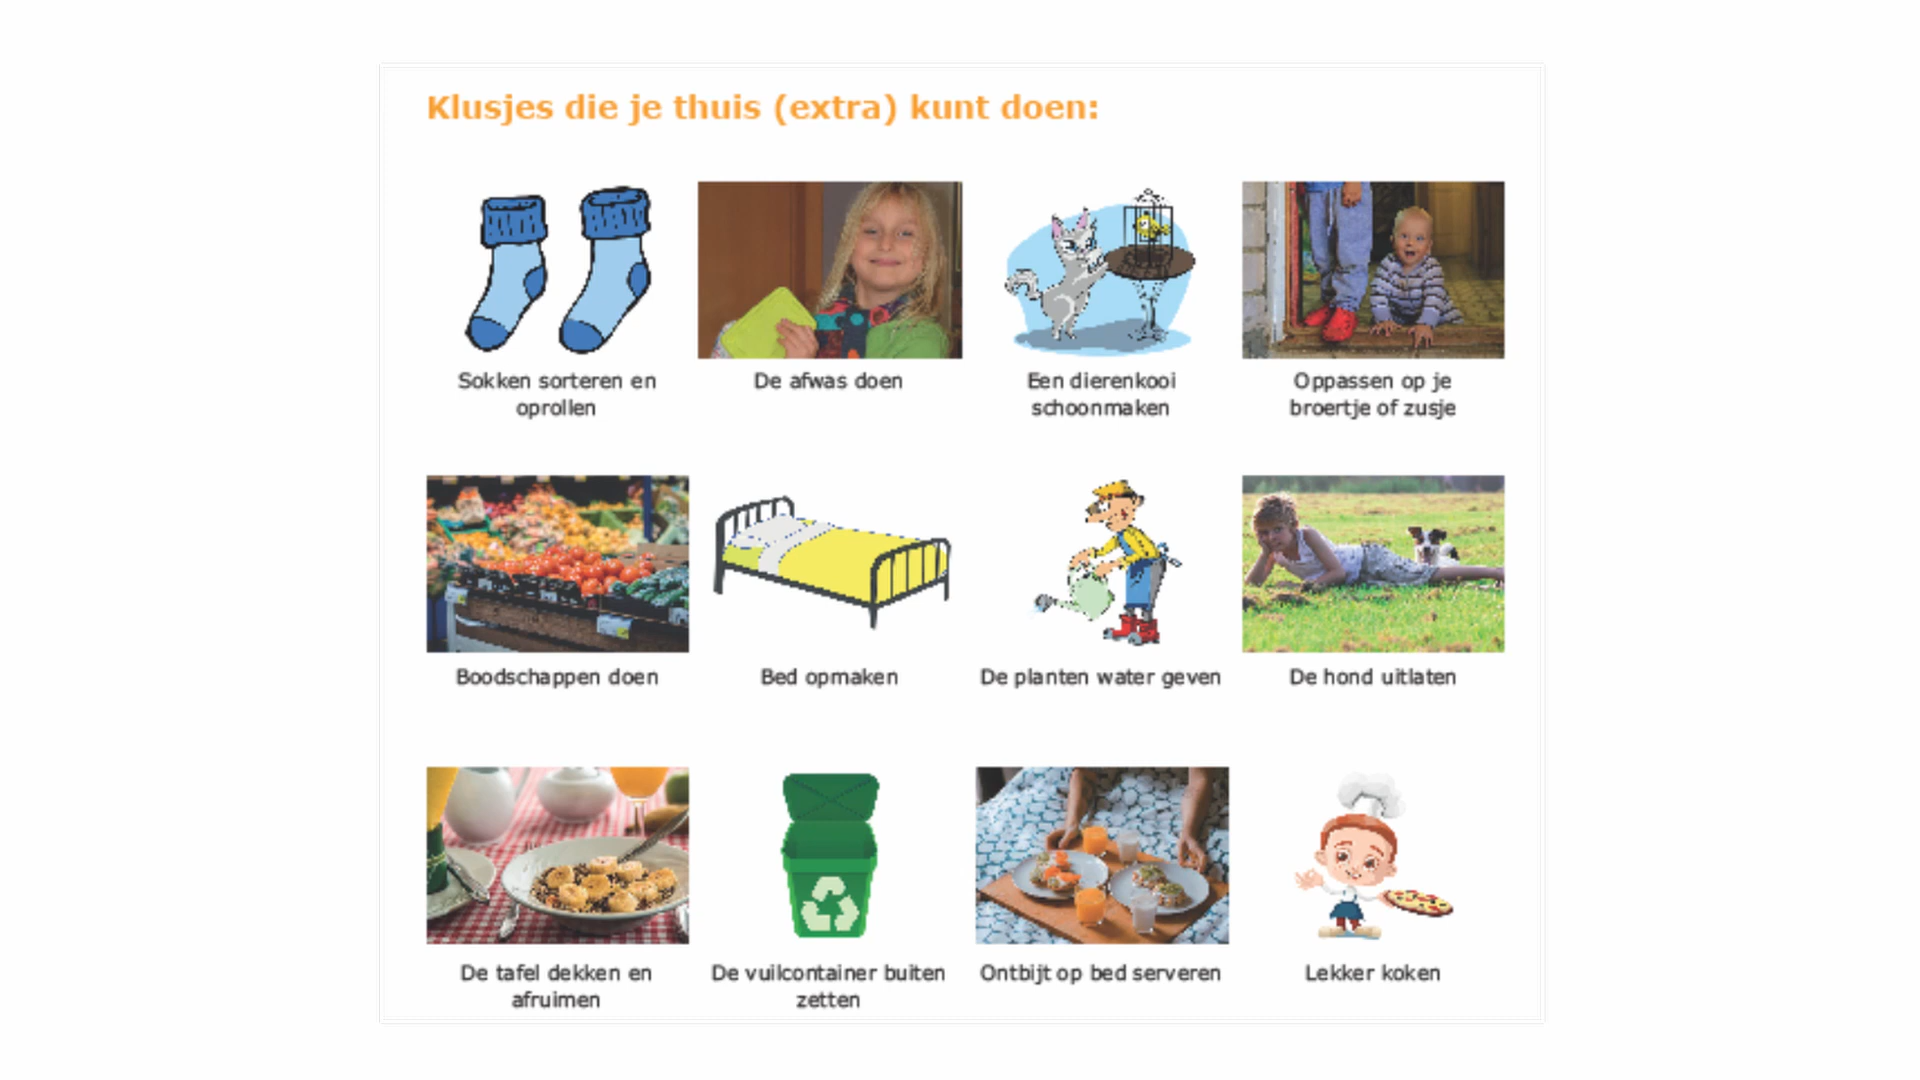 Klusjes die je thuis (extra) kunt doen:
Sokken sorteren en
oprollen
De afwas doen
Een dierenkooi
schoonmaken
Oppassen op je
broertje of zusje
Boodschappen doen
Bed opmaken
De planten water geven
De hond uitlaten
De tafel dekken en
afruimen
De vuilcontainer buiten
zetten
Ontbijt op bed serveren
Lekker koken